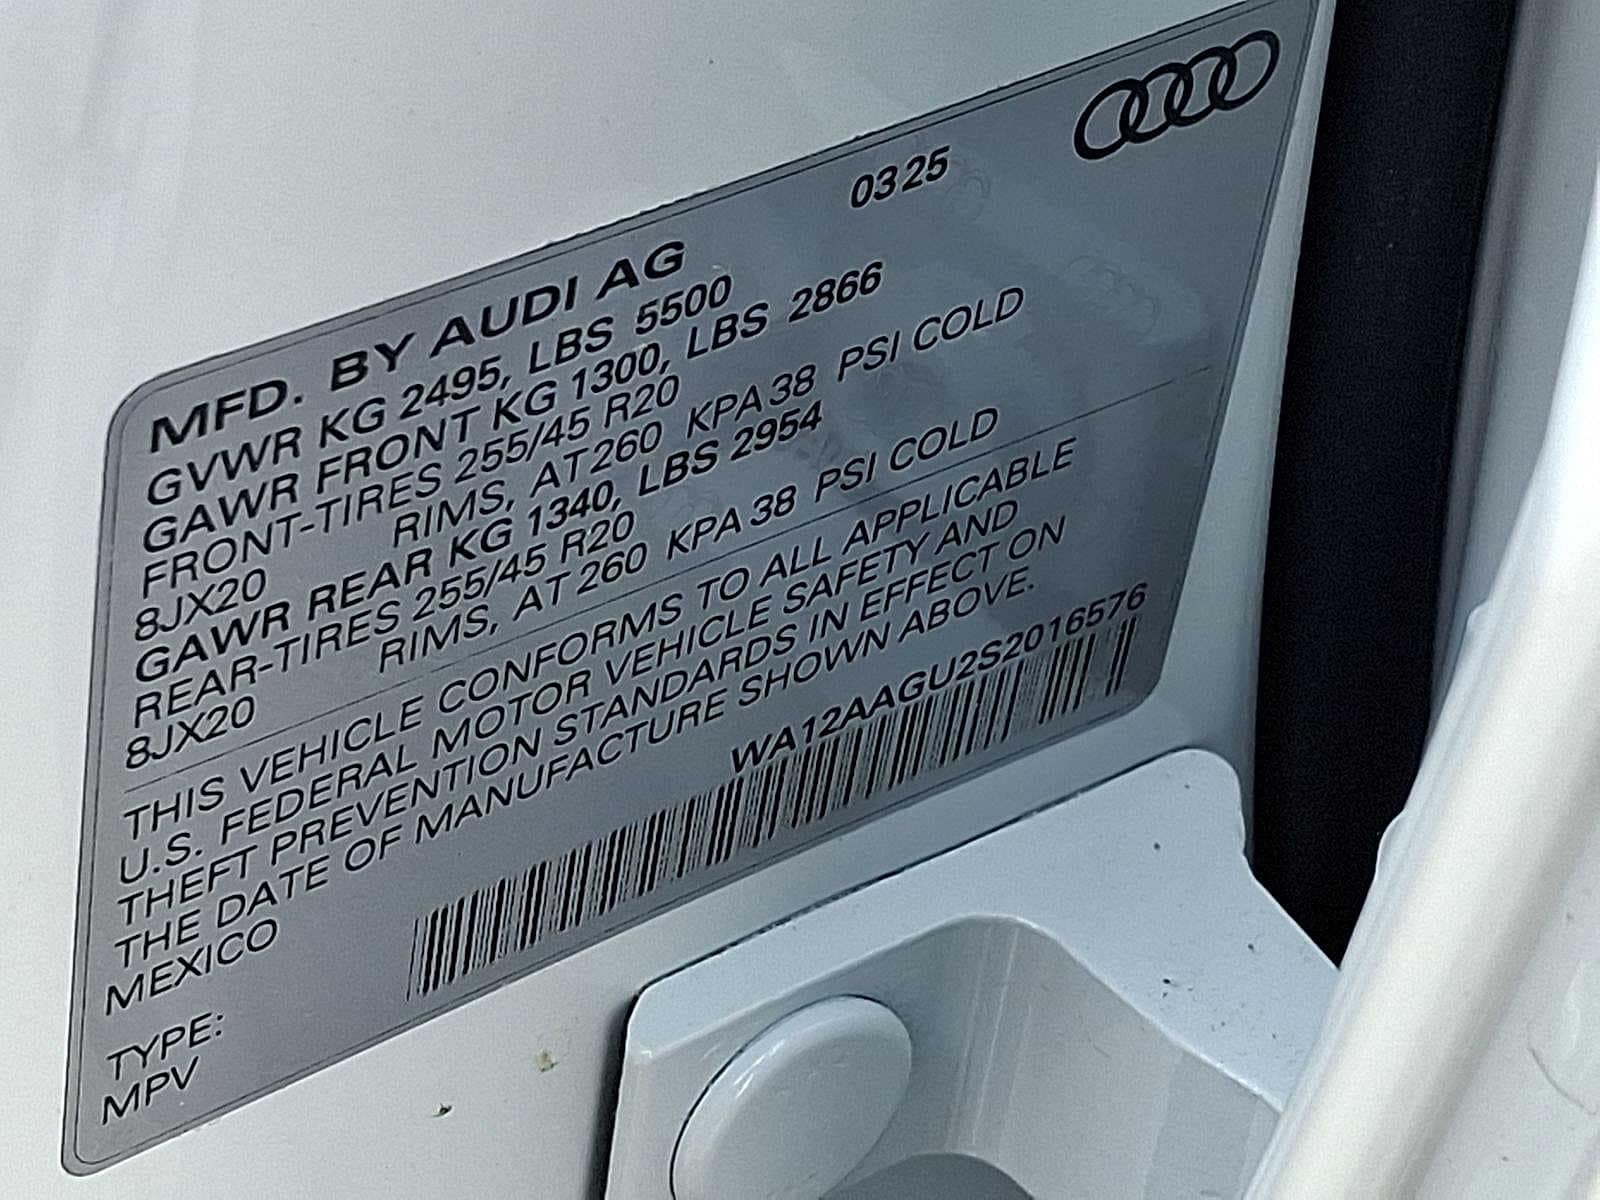 03 25
MFD. BY AUDI AG
GVWR KG 2495, LBS 5500
GAWR FRONT KG 1300, LBS 2866
FRONT-TIRES 255/45 R20
8JX20 RIMS, AT 260 KPA 38 PSI COLD
GAWR REAR KG 1340, LBS 2954
REAR-TIRES 255/45 R20
8JX20 RIMS, AT 260 KPA 38 PSI COLD
THIS VEHICLE CONFORMS TO ALL APPLICABLE
U.S. FEDERAL MOTOR VEHICLE SAFETY AND
THEFT PREVENTION STANDARDS IN EFFECT ON
THE DATE OF MANUFACTURE SHOWN ABOVE.
MEXICO
WA12AAGU2S2016576
TYPE:
MPV